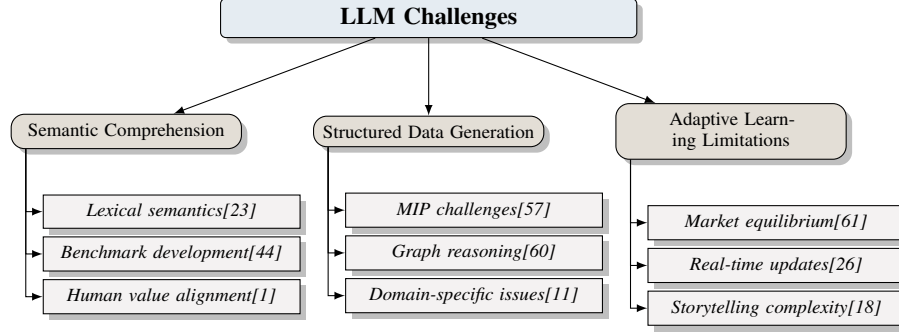 LLM Challenges
Semantic Comprehension
Lexical semantics[23]
Benchmark development[44]
Human value alignment[1]
Structured Data Generation
MIP challenges[57]
Graph reasoning[60]
Domain-specific issues[11]
Adaptive Learn-
ing Limitations
Market equilibrium[61]
Real-time updates[26]
Storytelling complexity[18]